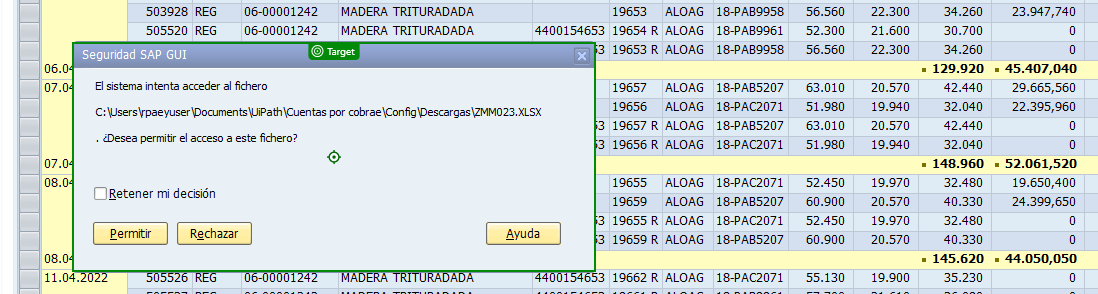 503928 REG 06-00001242 MADERA TRITURADADA 19653 ALOAG 18-PAB9958 56.560 22.300 34.260 23.947,740
505520 REG 06-00001242 MADERA TRITURADADA 4400154653 19654 R ALOAG 18-PAB9961 52.300 21.600 30.700 0
53 19653 R ALOAG 18-PAB9958 56.560 22.300 34.260 0
Seguridad SAP GUI
Target
06.0 129.920 45.407,040
El sistema intenta acceder al fichero
07.0 19657 ALOAG 18-PAB5207 63.010 20.570 42.440 29.665,560
19656 ALOAG 18-PAC2071 51.980 19.940 32.040 22.395,960
C:\Users\rpaeyuser\Documents\UiPath\Cuentas por cobrae\Config\Descargas\ZMM023.XLSX
53 19657 R ALOAG 18-PAB5207 63.010 20.570 42.440 0
. ¿Desea permitir el acceso a este fichero?
53 19656 R ALOAG 18-PAC2071 51.980 19.940 32.040 0
07.0 148.960 52.061,520
08.0 19655 ALOAG 18-PAC2071 52.450 19.970 32.480 19.650,400
Retener mi decisión
19659 ALOAG 18-PAB5207 60.900 20.570 40.330 24.399,650
53 19655 R ALOAG 18-PAC2071 52.450 19.970 32.480 0
Permitir Rechazar Ayuda
53 19659 R ALOAG 18-PAB5207 60.900 20.570 40.330 0
08.0 145.620 44.050,050
11.04.2022 505526 REG 06-00001242 MADERA TRITURADADA 4400154653 19662 R ALOAG 18-PAC2071 55.130 19.900 35.230 0